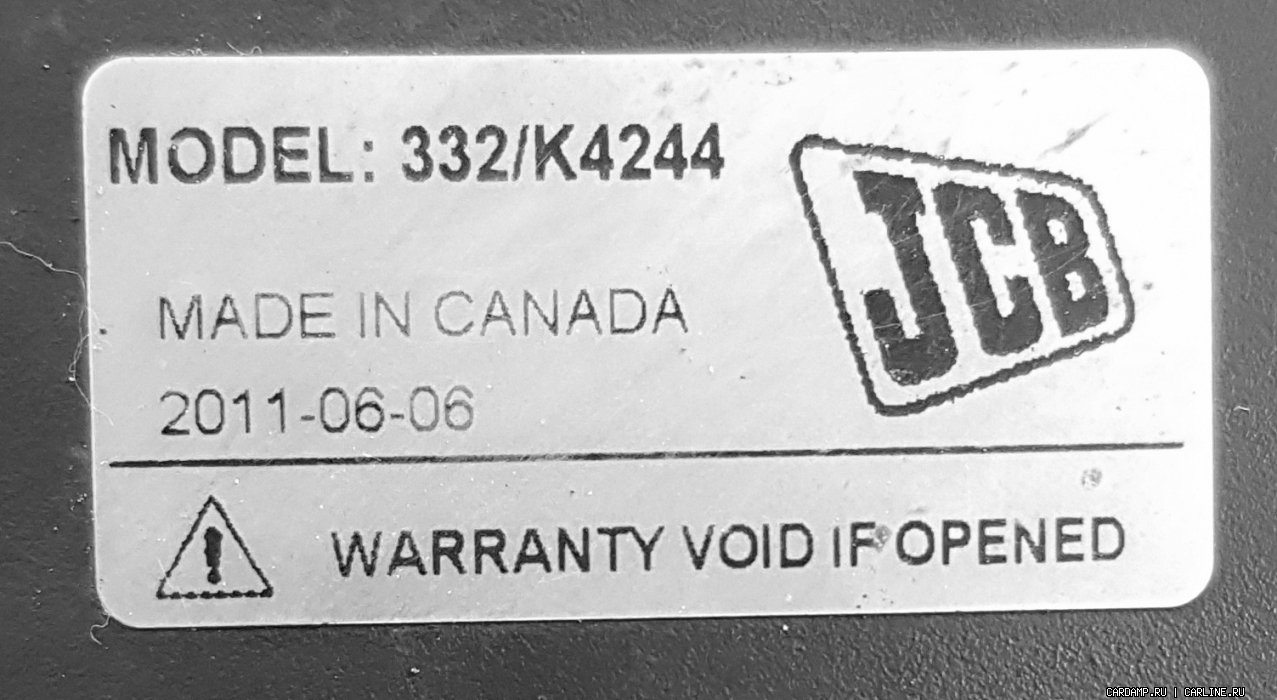 MODEL: 332/K4244
JCB
MADE IN CANADA
2011-06-06
WARRANTY VOID IF OPENED
CARDAMP.RU | CARLINE.RU